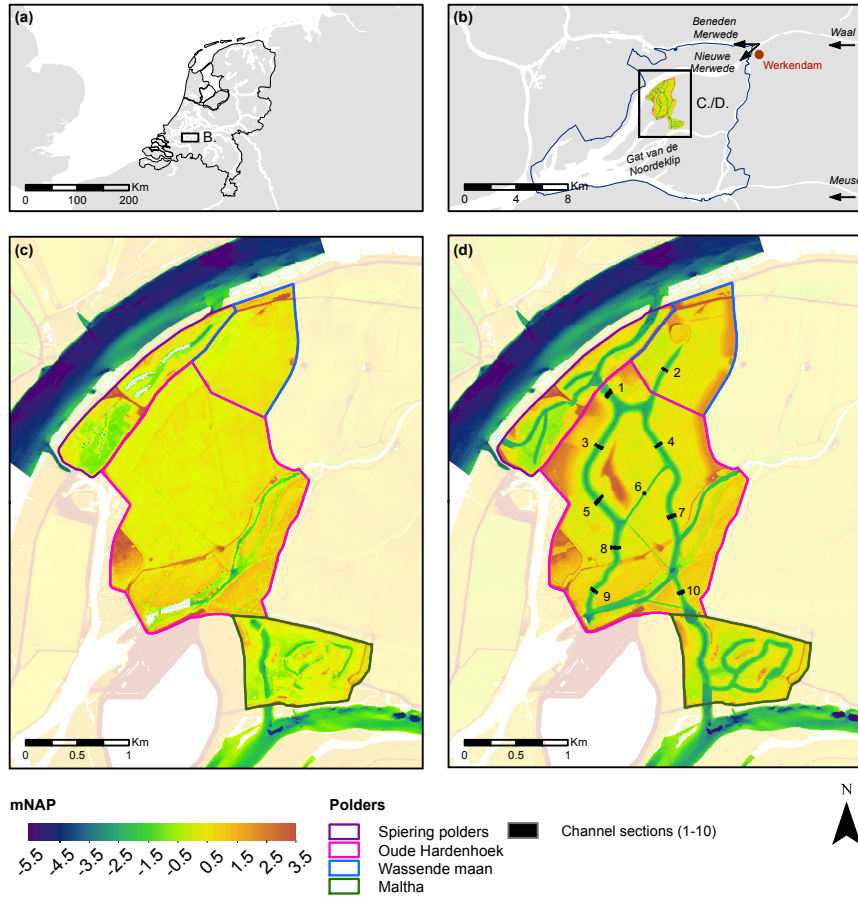 (a)
B.
Km
0 100 200
(b)
Beneden
Merwede
Waal
Nieuwe
Merwede
Werkendam
C./D.
Gat van de
Noordeklip
Meuse
Km
0 4 8
(c)
Km
0 0.5 1
(d)
1
2
3
4
6
5
7
8
9
10
Km
0 0.5 1
mNAP
-5.5 -4.5 -3.5 -2.5 -1.5 -0.5 0.5 1.5 2.5 3.5
Polders
Spiering polders
Oude Hardenhoek
Wassende maan
Maltha
Channel sections (1-10)
N